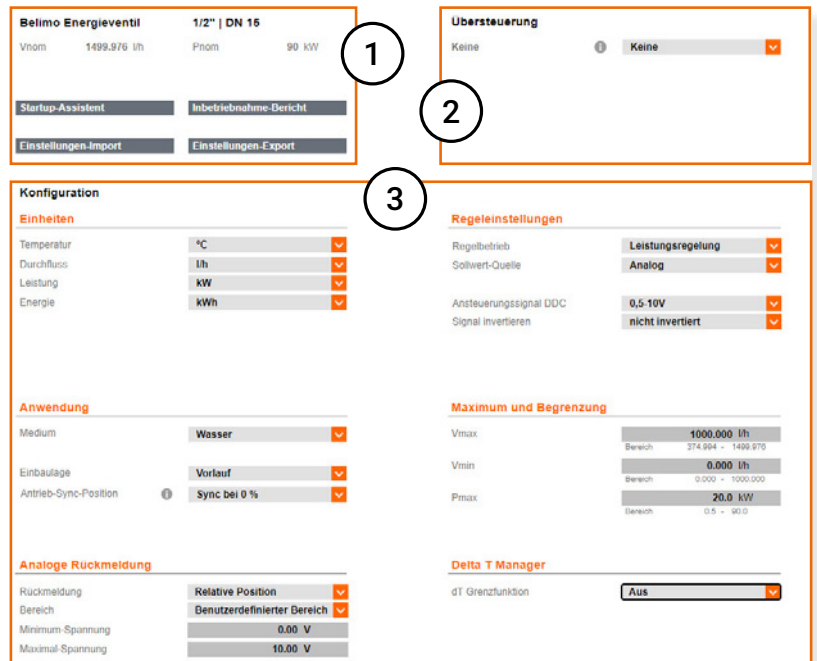 Belimo Energieventil 1/2" | DN 15
Vnom 1499.976 l/h Pnom 90 kW
1
Startup-Assistent Inbetriebnahme-Bericht
Einstellungen-Import Einstellungen-Export
Übersteuerung
Keine i Keine
2
3
Konfiguration
Einheiten
Temperatur °C
Durchfluss l/h
Leistung kW
Energie kWh
Regeleinstellungen
Regelbetrieb Leistungsregelung
Sollwert-Quelle Analog
Ansteuerungssignal DDC 0,5-10V
Signal invertieren nicht invertiert
Anwendung
Medium Wasser
Einbaulage Vorlauf
Antrieb-Sync-Position i Sync bei 0 %
Maximum und Begrenzung
Vmax 1000.000 l/h
Bereich 374.994 - 1499.976
Vmin 0.000 l/h
Bereich 0.000 - 1000.000
Pmax 20.0 kW
Bereich 0.5 - 90.0
Analoge Rückmeldung
Rückmeldung Relative Position
Bereich Benutzerdefinierter Bereich
Minimum-Spannung 0.00 V
Maximal-Spannung 10.00 V
Delta T Manager
dT Grenzfunktion Aus